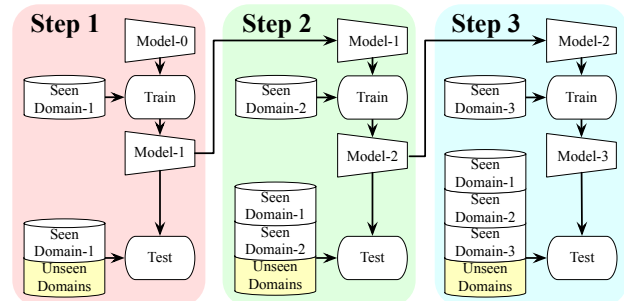 Step 1
Model-0
Seen
Domain-1
Train
Model-1
Seen
Domain-1
Unseen
Domains
Test
Step 2
Model-1
Seen
Domain-2
Train
Model-2
Seen
Domain-1
Seen
Domain-2
Unseen
Domains
Test
Step 3
Model-2
Seen
Domain-3
Train
Model-3
Seen
Domain-1
Seen
Domain-2
Seen
Domain-3
Unseen
Domains
Test